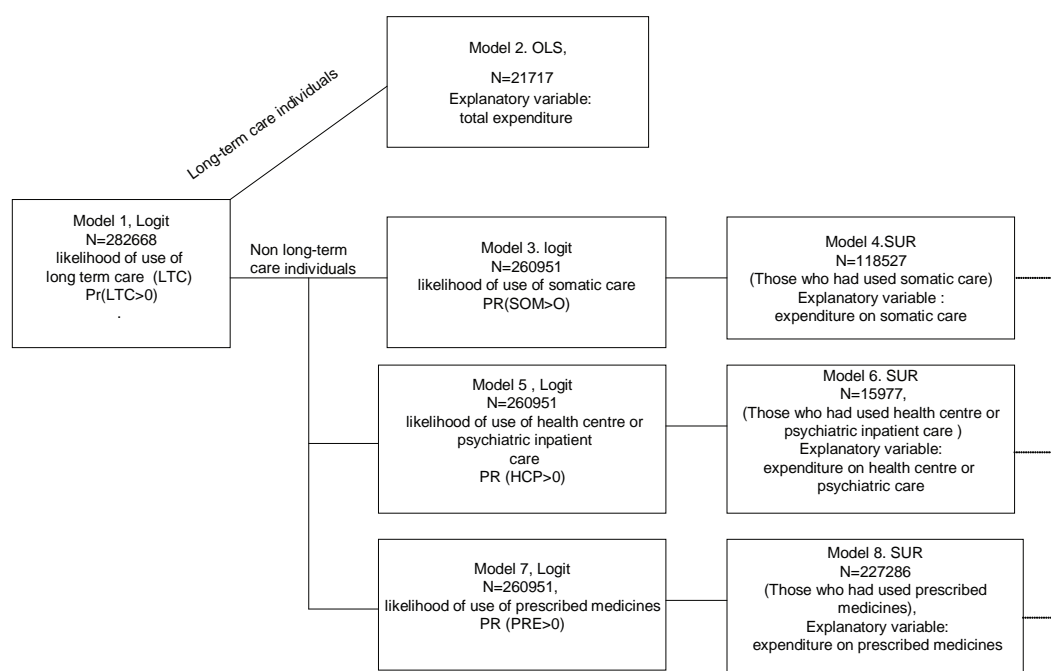 Model 2. OLS,
N=21717
Explanatory variable:
total expenditure
Long-term care individuals
Model 1, Logit
N=282668
likelihood of use of
long term care (LTC)
Pr(LTC>0)
.
Non long-term
care individuals
Model 3. logit
N=260951
likelihood of use of somatic care
PR(SOM>O)
Model 4.SUR
N=118527
(Those who had used somatic care)
Explanatory variable :
expenditure on somatic care
Model 5 , Logit
N=260951
likelihood of use of health centre or
psychiatric inpatient
care
PR (HCP>0)
Model 6. SUR
N=15977,
(Those who had used health centre or
psychiatric inpatient care )
Explanatory variable:
expenditure on health centre or
psychiatric care
Model 7, Logit
N=260951,
likelihood of use of prescribed medicines
PR (PRE>0)
Model 8. SUR
N=227286
(Those who had used prescribed
medicines),
Explanatory variable:
expenditure on prescribed medicines